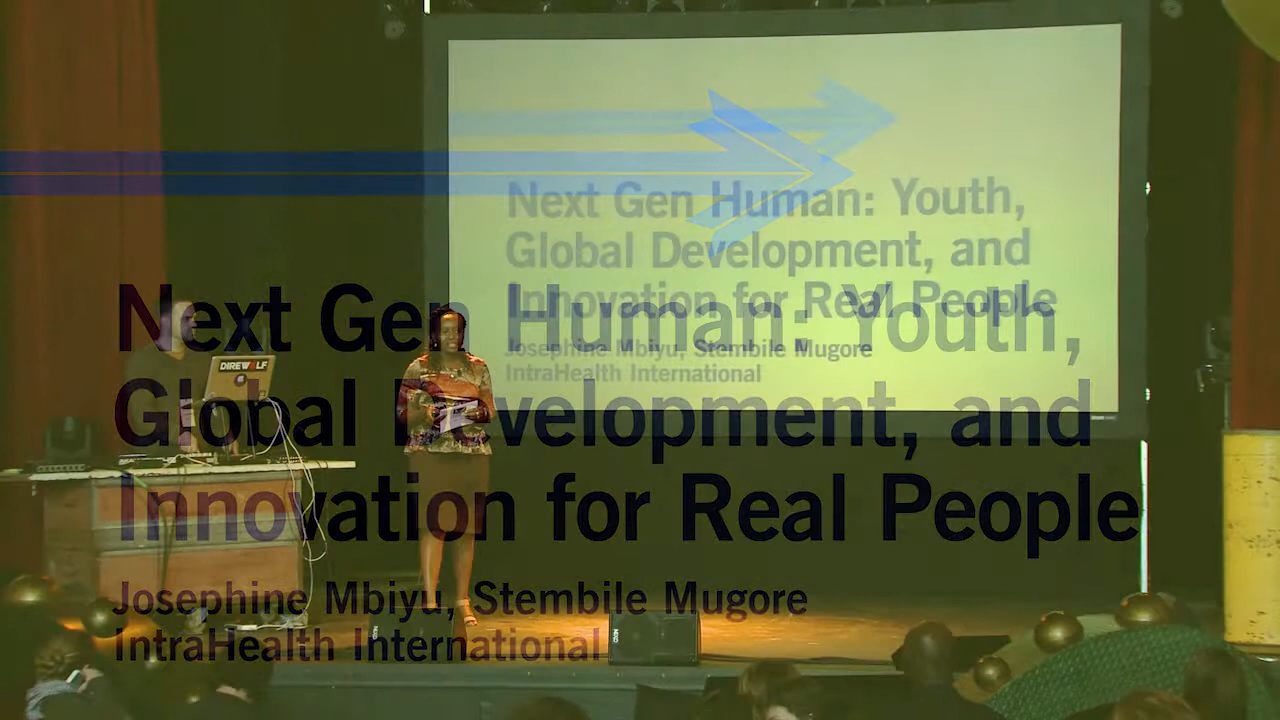 Next Gen Human: Youth,
Global Development, and
Innovation for Real People
Josephine Mbiyu, Stembile Mugore
IntraHealth International
DIREWOLF
Next Gen Human: Youth,
Global Development, and
Innovation for Real People
Josephine Mbiyu, Stembile Mugore
IntraHealth International